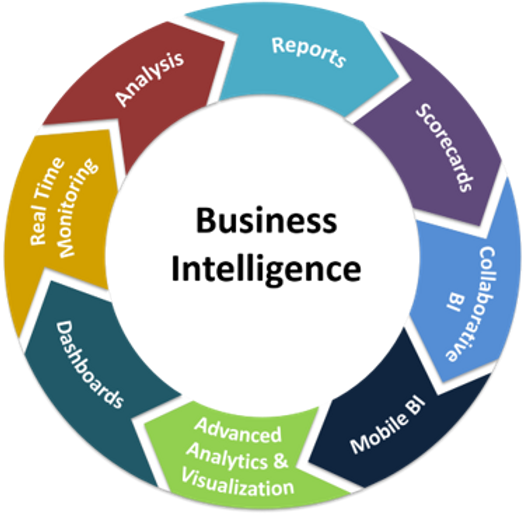 Business
Intelligence
Reports
Scorecards
Collaborative
BI
Mobile BI
Advanced
Analytics &
Visualization
Dashboards
Real Time
Monitoring
Analysis